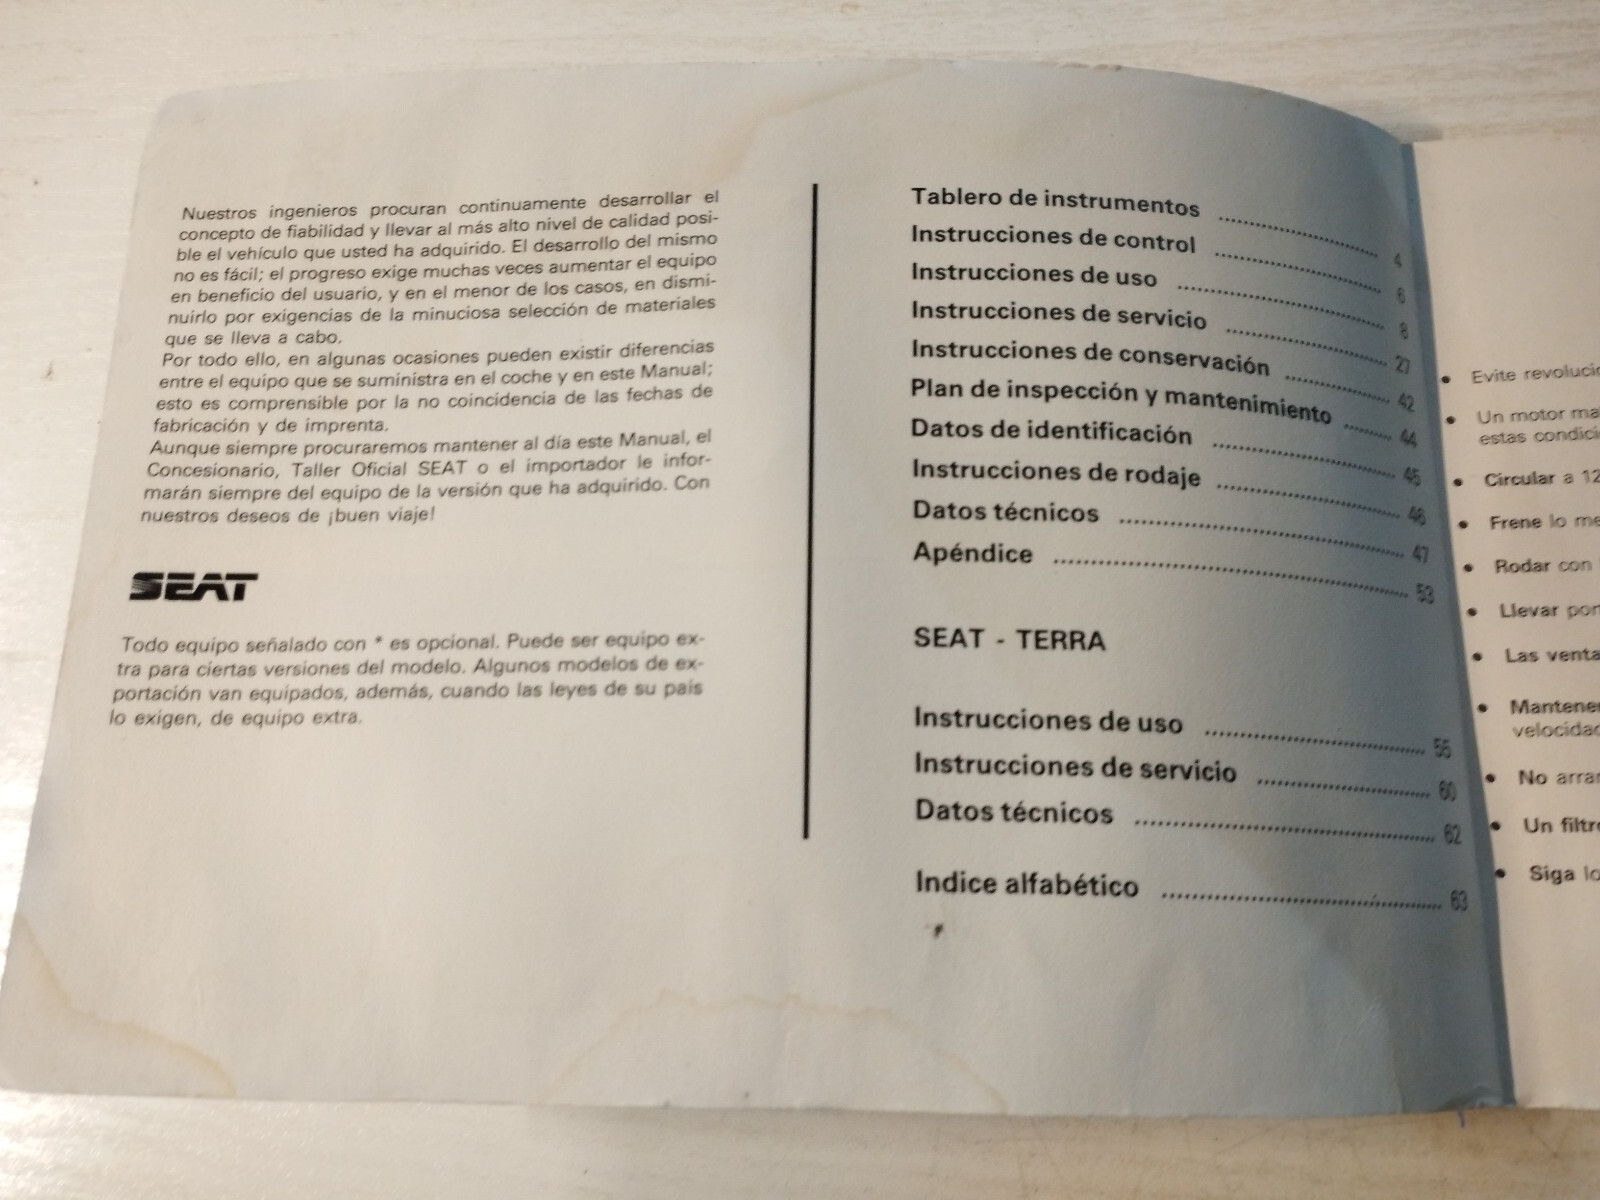 Nuestros ingenieros procuran continuamente desarrollar el
concepto de fiabilidad y llevar al más alto nivel de calidad posi-
ble el vehículo que usted ha adquirido. El desarrollo del mismo
no es fácil; el progreso exige muchas veces aumentar el equipo
en beneficio del usuario, y en el menor de los casos, en dismi-
nuirlo por exigencias de la minuciosa selección de materiales
que se lleva a cabo.
Por todo ello, en algunas ocasiones pueden existir diferencias
entre el equipo que se suministra en el coche y en este Manual;
esto es comprensible por la no coincidencia de las fechas de
fabricación y de imprenta.
Aunque siempre procuraremos mantener al día este Manual, el
Concesionario, Taller Oficial SEAT o el importador le infor-
marán siempre del equipo de la versión que ha adquirido. Con
nuestros deseos de ¡buen viaje!
SEAT
Todo equipo señalado con * es opcional. Puede ser equipo ex-
tra para ciertas versiones del modelo. Algunos modelos de ex-
portación van equipados, además, cuando las leyes de su país
lo exigen, de equipo extra.
Tablero de instrumentos ........ 4
Instrucciones de control ........ 6
Instrucciones de uso ........ 8
Instrucciones de servicio ........ 27
Instrucciones de conservación ........ 42
Plan de inspección y mantenimiento ........ 44
Datos de identificación ........ 45
Instrucciones de rodaje ........ 46
Datos técnicos ........ 47
Apéndice ........ 53
SEAT - TERRA
Instrucciones de uso ........ 55
Instrucciones de servicio ........ 60
Datos técnicos ........ 62
Indice alfabético ........ 63
• Evite
• Un motor
estas
• Circular a 12
• Frene lo
• Rodar con
• Llevar
• Las
•
• No
• Un
• Siga